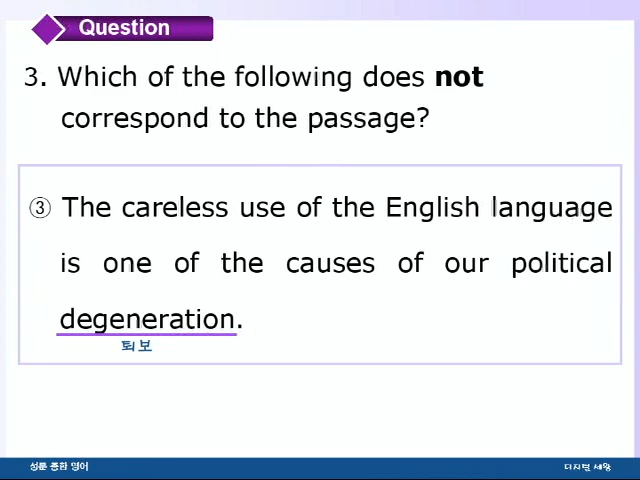 Question
3. Which of the following does not
correspond to the passage?
③ The careless use of the English language
is one of the causes of our political
degeneration.
퇴보
성문 종합 영어
디지털 세왕